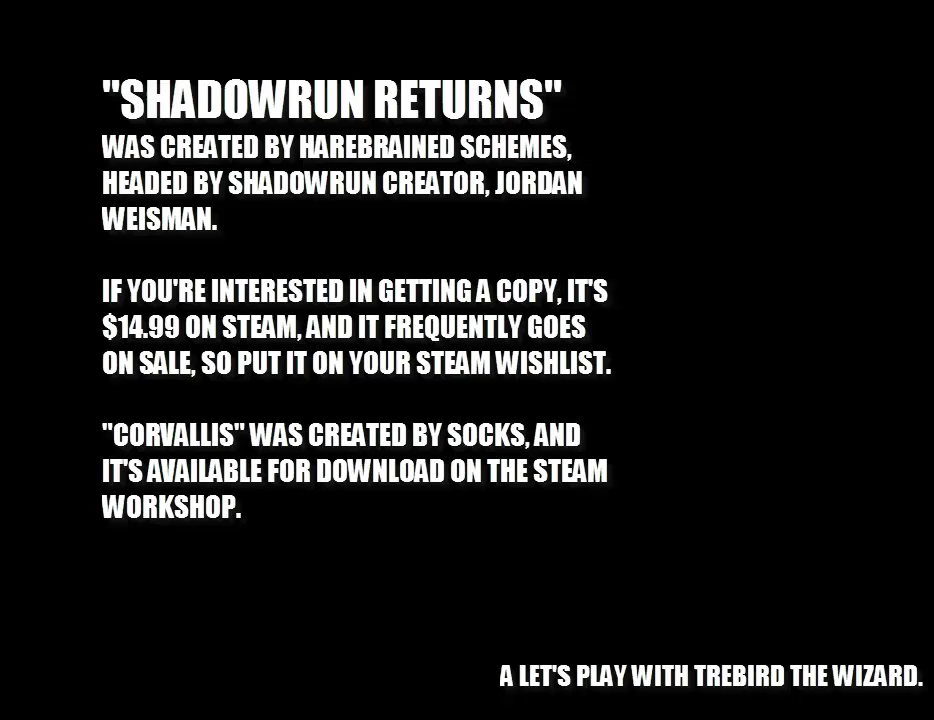 "SHADOWRUN RETURNS"
WAS CREATED BY HAREBRAINED SCHEMES,
HEADED BY SHADOWRUN CREATOR, JORDAN
WEISMAN.
IF YOU'RE INTERESTED IN GETTING A COPY, IT'S
$14.99 ON STEAM, AND IT FREQUENTLY GOES
ON SALE, SO PUT IT ON YOUR STEAM WISHLIST.
"CORVALLIS" WAS CREATED BY SOCKS, AND
IT'S AVAILABLE FOR DOWNLOAD ON THE STEAM
WORKSHOP.
A LET'S PLAY WITH TREBIRD THE WIZARD.